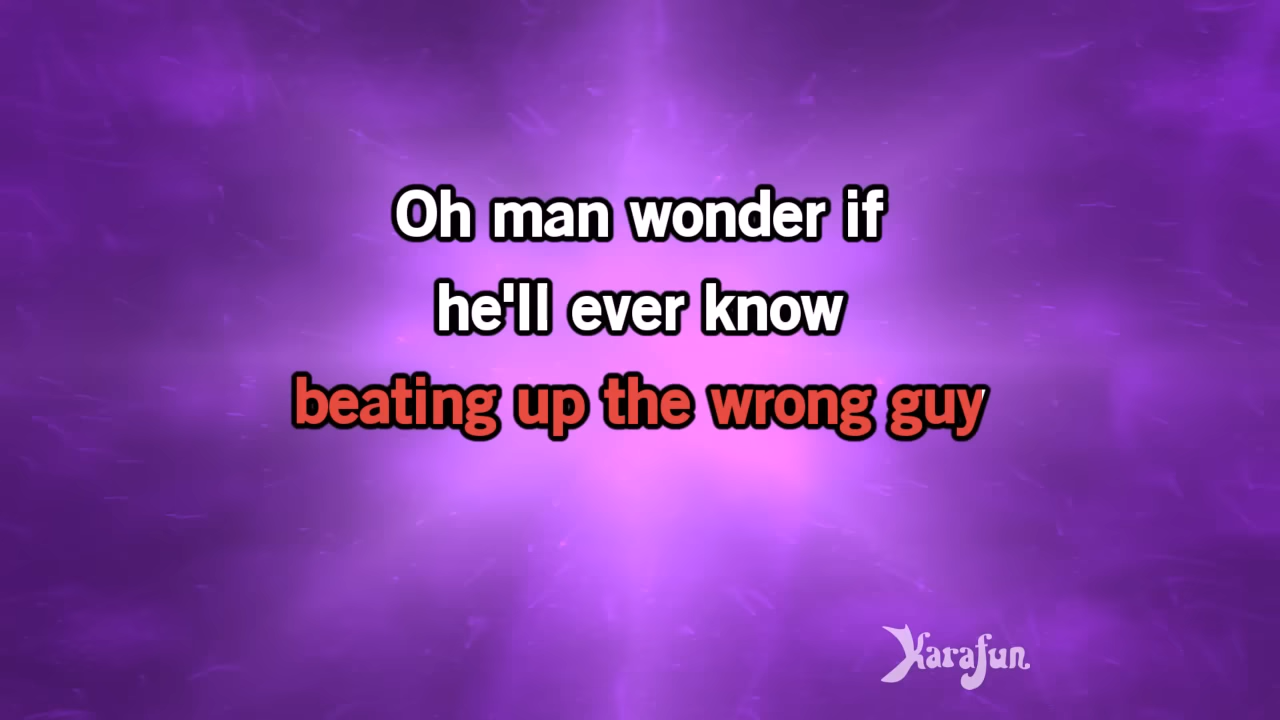 Oh man wonder if
he'll ever know
beating up the wrong guy
Karafun